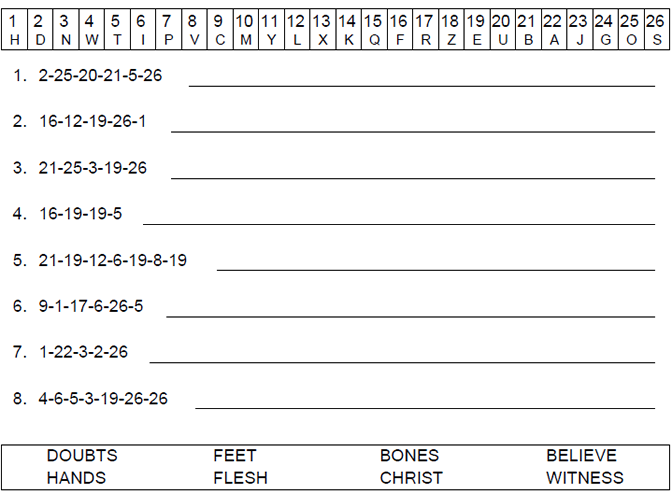 1 2 3 4 5 6 7 8 9 10 11 12 13 14 15 16 17 18 19 20 21 22 23 24 25 26
H D N W T I P V C M Y L X K Q F R Z E U B A J G O S
1. 2-25-20-21-5-26
2. 16-12-19-26-1
3. 21-25-3-19-26
4. 16-19-19-5
5. 21-19-12-6-19-8-19
6. 9-1-17-6-26-5
7. 1-22-3-2-26
8. 4-6-5-3-19-26-26
DOUBTS FEET BONES BELIEVE
HANDS FLESH CHRIST WITNESS